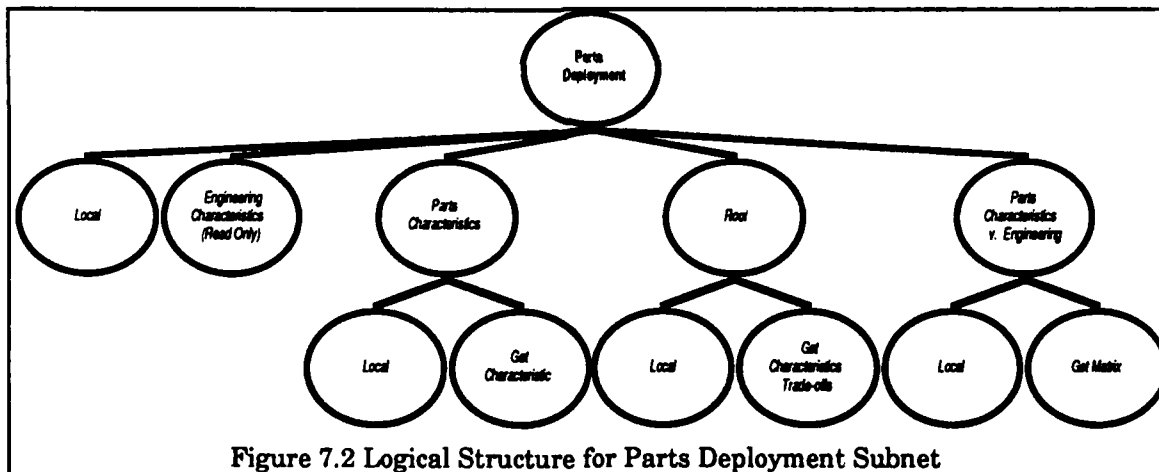 Parts
Deployment
Local
Engineering
Characteristics
(Read Only)
Parts
Characteristics
Roof
Parts
Characteristics
v. Engineering
Local
Get
Characteristic
Local
Get
Characteristics
Trade-offs
Local
Get Matrix
Figure 7.2 Logical Structure for Parts Deployment Subnet